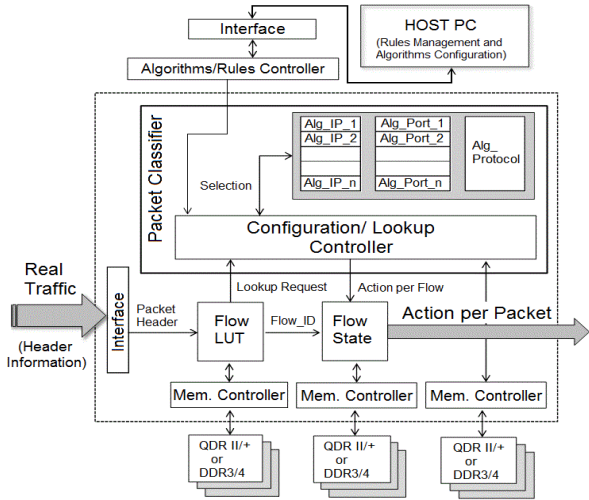 HOST PC
(Rules Management and
Algorithms Configuration)
Interface
Algorithms/Rules Controller
Packet Classifier
Alg_IP_1
Alg_IP_2
Alg_IP_n
Alg_Port_1
Alg_Port_2
Alg_Port_n
Alg_
Protocol
Selection
Configuration/ Lookup
Controller
Real
Traffic
(Header
Information)
Interface
Packet
Header
Lookup Request
Action per Flow
Flow
LUT
Flow_ID
Flow
State
Action per Packet
Mem. Controller
Mem. Controller
Mem. Controller
QDR II/+
or
DDR3/4
QDR II/+
or
DDR3/4
QDR II/+
or
DDR3/4